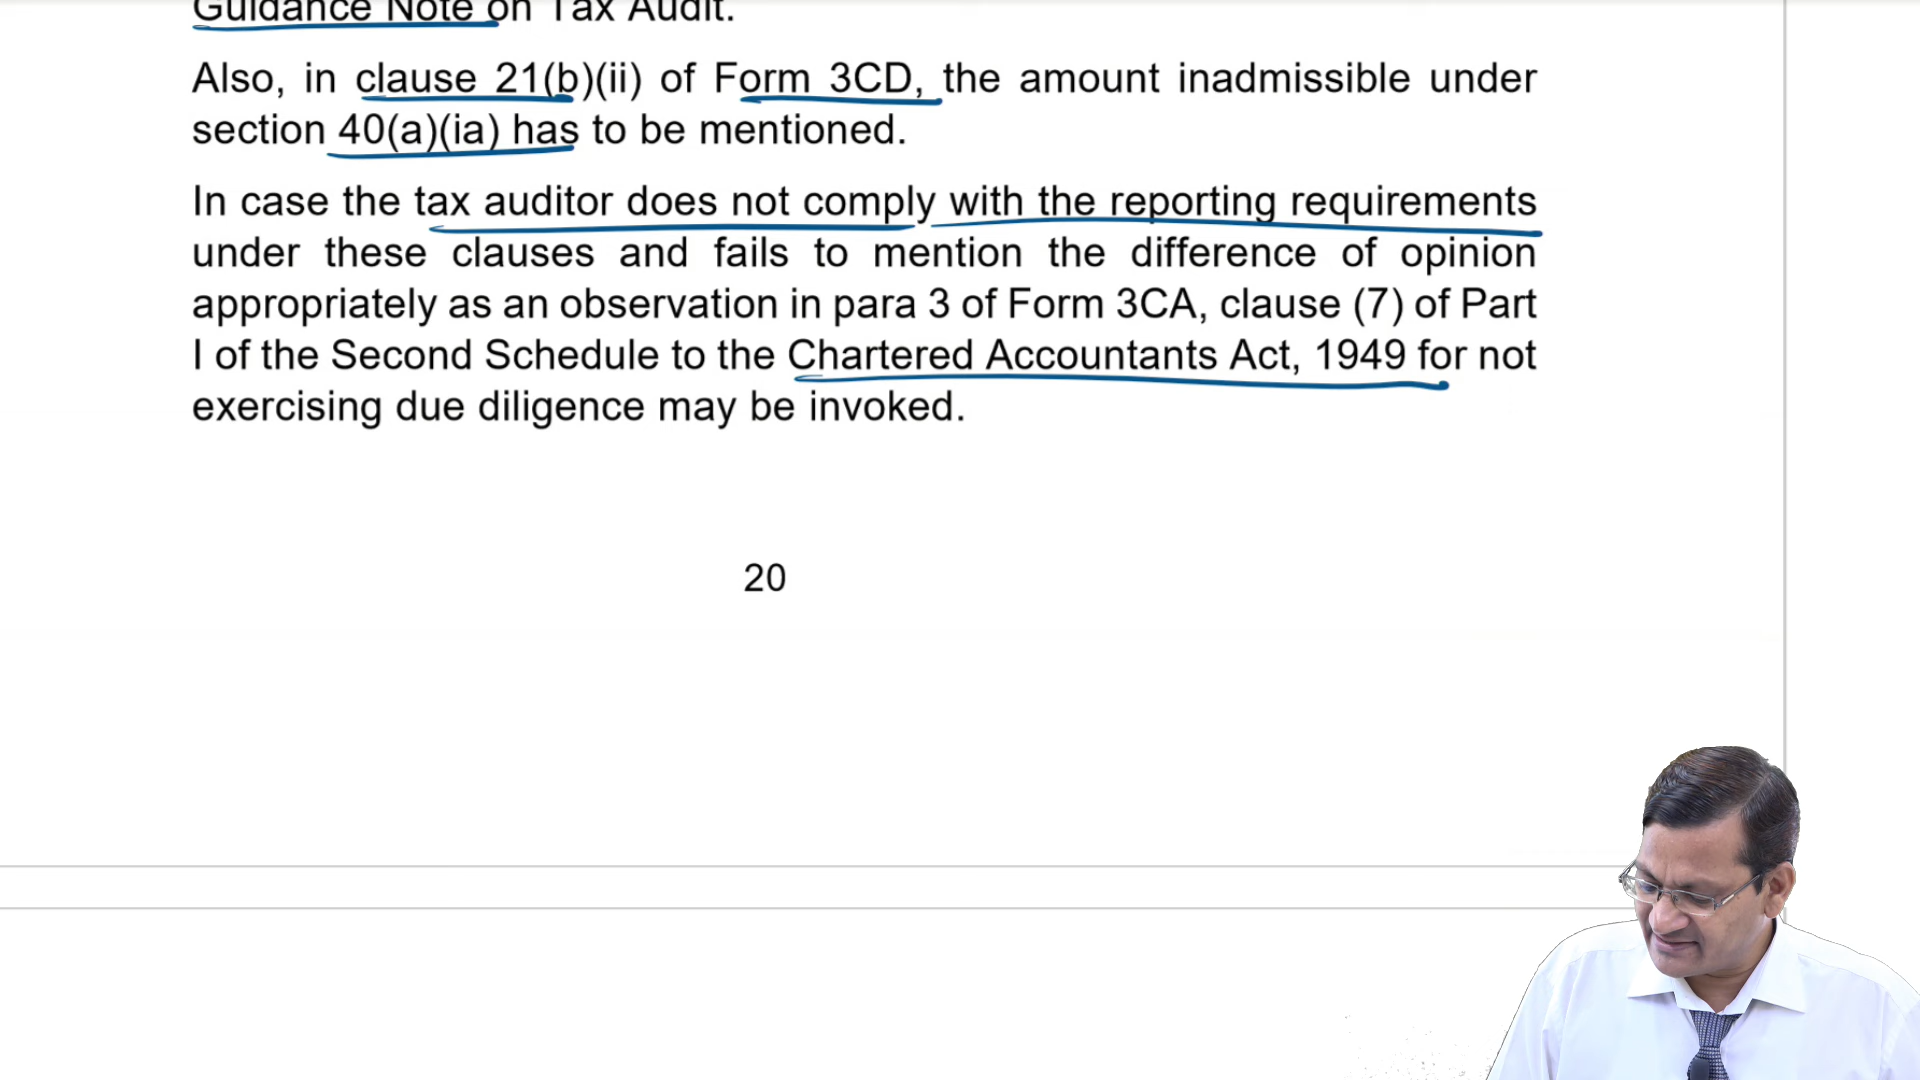 Guidance Note on Tax Audit.
Also, in clause 21(b)(ii) of Form 3CD, the amount inadmissible under
section 40(a)(ia) has to be mentioned.
In case the tax auditor does not comply with the reporting requirements
under these clauses and fails to mention the difference of opinion
appropriately as an observation in para 3 of Form 3CA, clause (7) of Part
I of the Second Schedule to the Chartered Accountants Act, 1949 for not
exercising due diligence may be invoked.
20